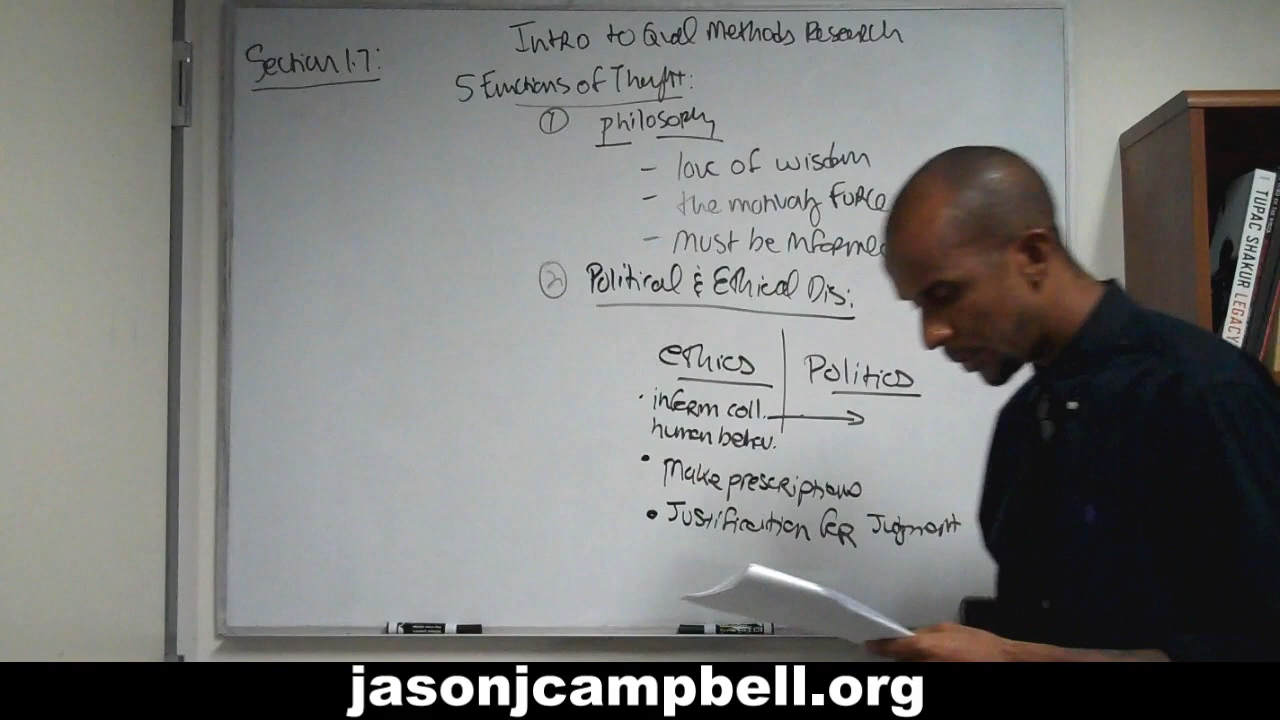 Intro to Qual Methods Research
Section 1.7:
5 Functions of Thought:
① Philosophy
- love of wisdom
- the motivatg Force
- must be informed
② Political & Ethical Dis:
ethics | Politics
• inform coll. →
human behav.
• Make prescriptions
• Justification for Judgment
TUPAC SHAKUR LEGACY
jasonjcampbell.org